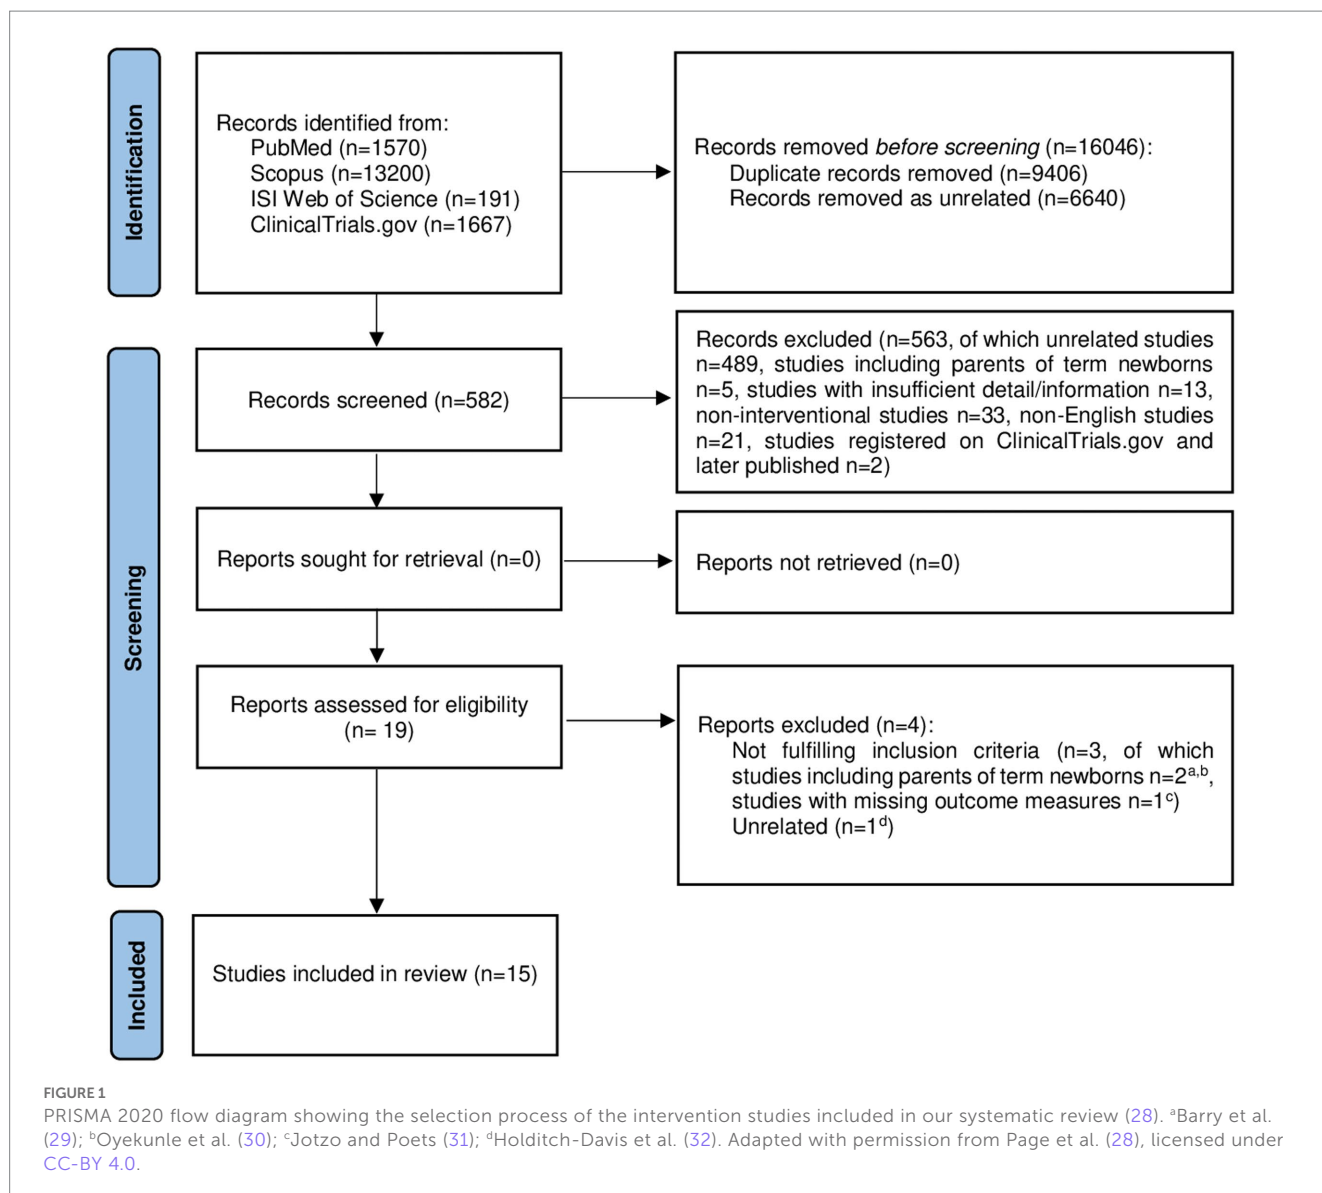 Identification
Records identified from:
PubMed (n=1570)
Scopus (n=13200)
ISI Web of Science (n=191)
ClinicalTrials.gov (n=1667)
Records removed before screening (n=16046):
Duplicate records removed (n=9406)
Records removed as unrelated (n=6640)
Screening
Records screened (n=582)
Records excluded (n=563, of which unrelated studies
n=489, studies including parents of term newborns
n=5, studies with insufficient detail/information n=13,
non-interventional studies n=33, non-English studies
n=21, studies registered on ClinicalTrials.gov and
later published n=2)
Reports sought for retrieval (n=0)
Reports not retrieved (n=0)
Reports assessed for eligibility
(n= 19)
Reports excluded (n=4):
Not fulfilling inclusion criteria (n=3, of which
studies including parents of term newborns n=2a,b,
studies with missing outcome measures n=1c)
Unrelated (n=1d)
Included
Studies included in review (n=15)
FIGURE 1
PRISMA 2020 flow diagram showing the selection process of the intervention studies included in our systematic review (28). aBarry et al.
(29); bOyekunle et al. (30); cJotzo and Poets (31); dHolditch-Davis et al. (32). Adapted with permission from Page et al. (28), licensed under
CC-BY 4.0.